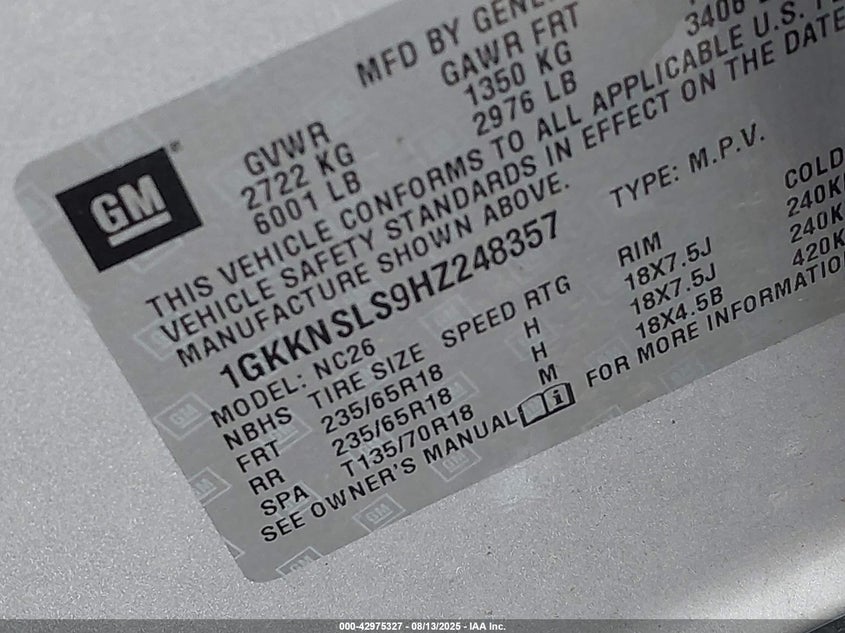 MFD BY GENE
GVWR GAWR FRT
2722 KG 1350 KG
6001 LB 2976 LB 3406
GM
THIS VEHICLE CONFORMS TO ALL APPLICABLE U.S.
VEHICLE SAFETY STANDARDS IN EFFECT ON THE DATE
MANUFACTURE SHOWN ABOVE.
1GKKNSLS9HZ248357 TYPE: M.P.V.
MODEL: NC26
NBHS TIRE SIZE SPEED RTG RIM COLD
FRT 235/65R18 H 18X7.5J 240K
RR 235/65R18 H 18X7.5J 240K
SPA T135/70R18 M 18X4.5B 420K
SEE OWNER'S MANUAL FOR MORE INFORMATIO
000-42975327 - 08/13/2025 - IAA Inc.